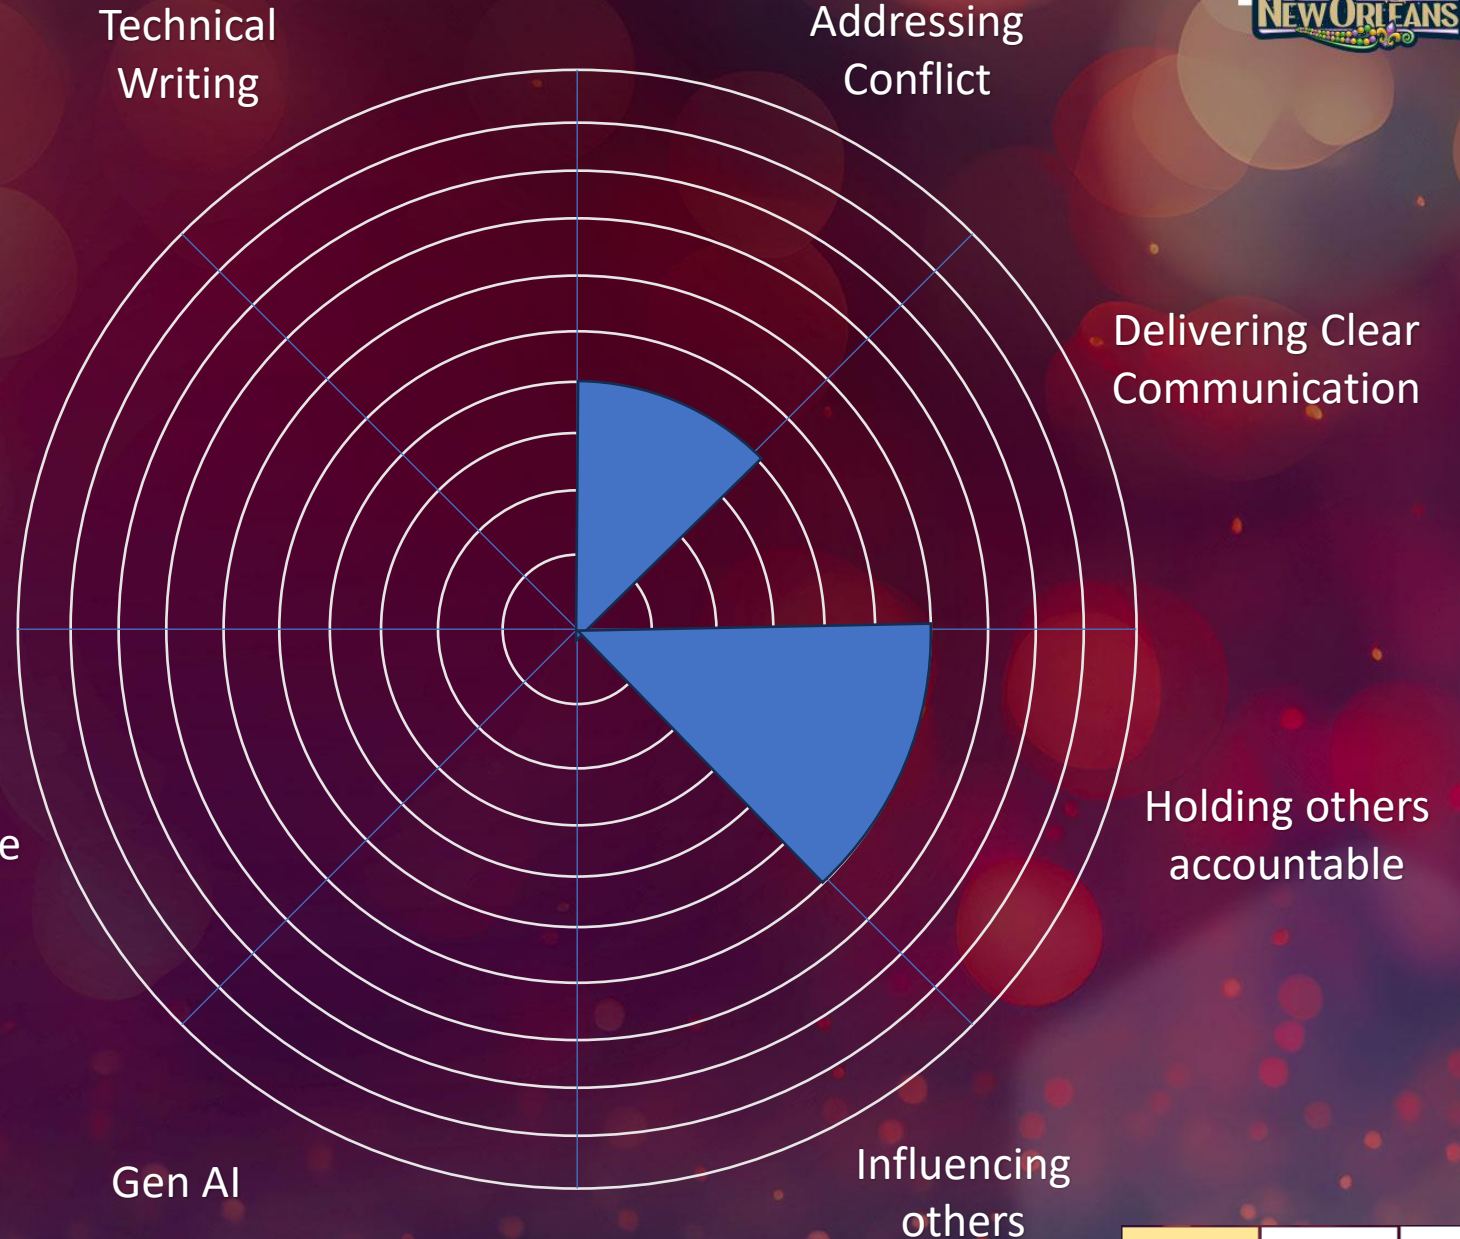 Technical
Writing
Addressing
Conflict
NEW ORLEANS
Delivering Clear
Communication
Holding others
accountable
e
Gen AI
Influencing
others